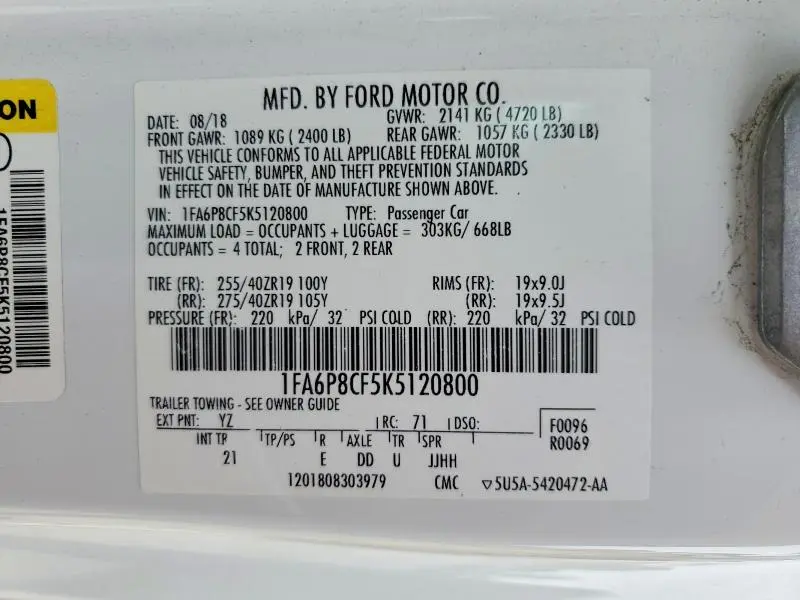 MFD. BY FORD MOTOR CO.
DATE: 08/18 GVWR: 2141 KG ( 4720 LB)
FRONT GAWR: 1089 KG ( 2400 LB) REAR GAWR: 1057 KG ( 2330 LB)
THIS VEHICLE CONFORMS TO ALL APPLICABLE FEDERAL MOTOR
VEHICLE SAFETY, BUMPER, AND THEFT PREVENTION STANDARDS
IN EFFECT ON THE DATE OF MANUFACTURE SHOWN ABOVE.
VIN: 1FA6P8CF5K5120800 TYPE: Passenger Car
MAXIMUM LOAD = OCCUPANTS + LUGGAGE = 303KG/ 668LB
OCCUPANTS = 4 TOTAL; 2 FRONT, 2 REAR
TIRE (FR): 255/40ZR19 100Y RIMS (FR): 19x9.0J
(RR): 275/40ZR19 105Y (RR): 19x9.5J
PRESSURE (FR): 220 kPa/ 32 PSI COLD (RR): 220 kPa/ 32 PSI COLD
1FA6P8CF5K5120800
TRAILER TOWING - SEE OWNER GUIDE
EXT PNT: YZ RC: 71 DSO: F0096
R0069
INT TR TP/PS R AXLE TR SPR
21 E DD U JJHH
1201808303979 CMC ▽5U5A-5420472-AA
ON
1FA6P8CF5K5120800